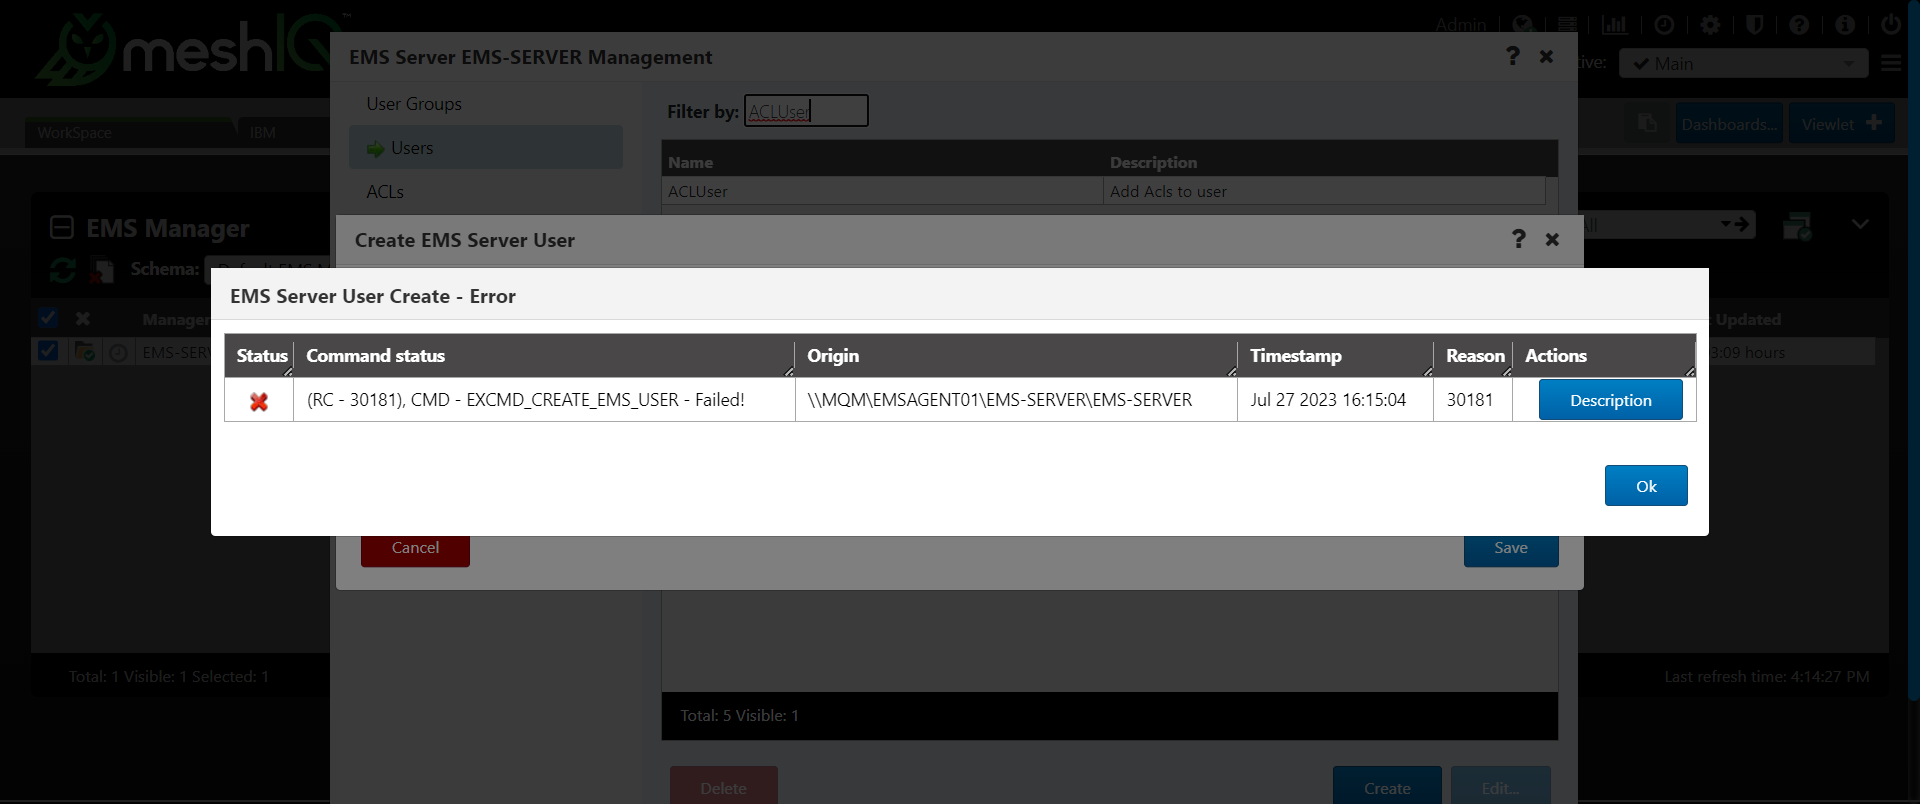 meshIQ
Admin
tive: Main
WorkSpace
IBM
Dashboards...
Viewlet
EMS Server EMS-SERVER Management
User Groups
Users
ACLs
Filter by: ACLUser
Name Description
ACLUser Add Acls to user
EMS Manager
All
Schema: Default EMS M
Manager
EMS-SERV
Updated
3:09 hours
Create EMS Server User
EMS Server User Create - Error
Status Command status Origin Timestamp Reason Actions
(RC - 30181), CMD - EXCMD_CREATE_EMS_USER - Failed! \\MQM\EMSAGENT01\EMS-SERVER\EMS-SERVER Jul 27 2023 16:15:04 30181 Description
Ok
Cancel Save
Total: 1 Visible: 1 Selected: 1
Last refresh time: 4:14:27 PM
Total: 5 Visible: 1
Delete Create Edit...